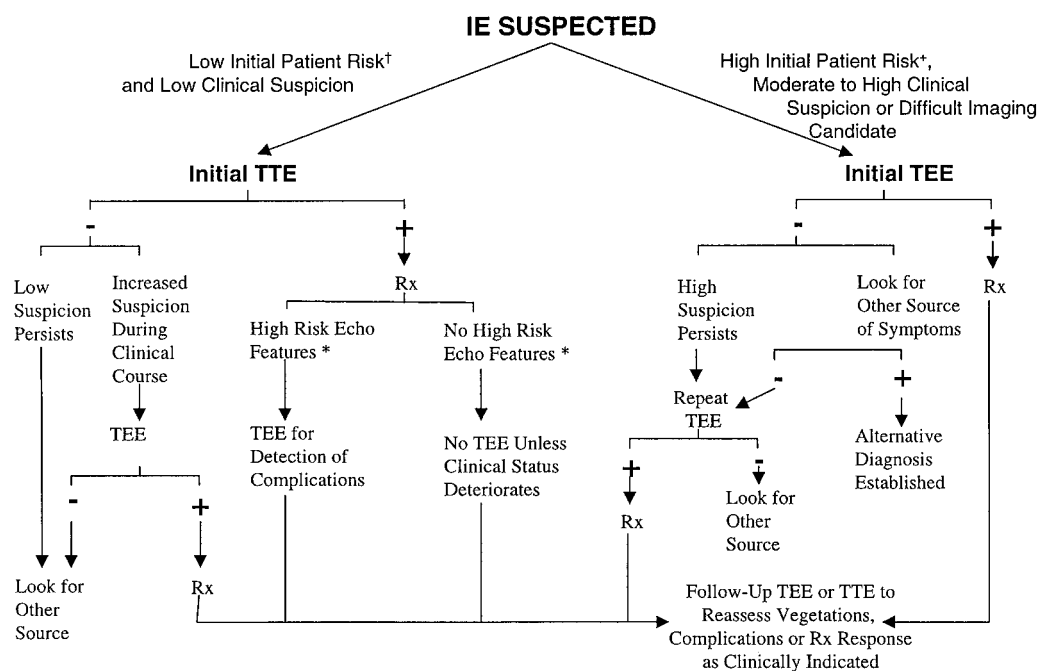 IE SUSPECTED
Low Initial Patient Risk†
and Low Clinical Suspicion
High Initial Patient Risk+,
Moderate to High Clinical
Suspicion or Difficult Imaging
Candidate
Initial TTE
Initial TEE
-
+
-
+
Low
Suspicion
Persists
Increased
Suspicion
During
Clinical
Course
Rx
High Risk Echo
Features *
No High Risk
Echo Features *
High
Suspicion
Persists
Look for
Other Source
of Symptoms
Rx
-
+
TEE
TEE for
Detection of
Complications
No TEE Unless
Clinical Status
Deteriorates
Repeat
TEE
Alternative
Diagnosis
Established
-
+
+
-
Rx
Look for
Other
Source
Look for
Other
Source
Rx
Follow-Up TEE or TTE to
Reassess Vegetations,
Complications or Rx Response
as Clinically Indicated